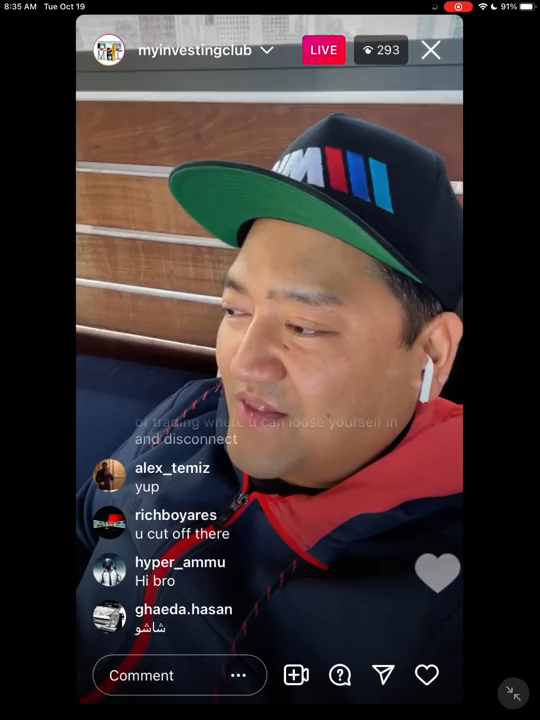 8:35 AM Tue Oct 19
91%
myinvestingclub
LIVE
293
M
of trading where u can loose yourself in
and disconnect
alex_temiz
yup
richboyares
u cut off there
hyper_ammu
Hi bro
ghaeda.hasan
شاشو
Comment